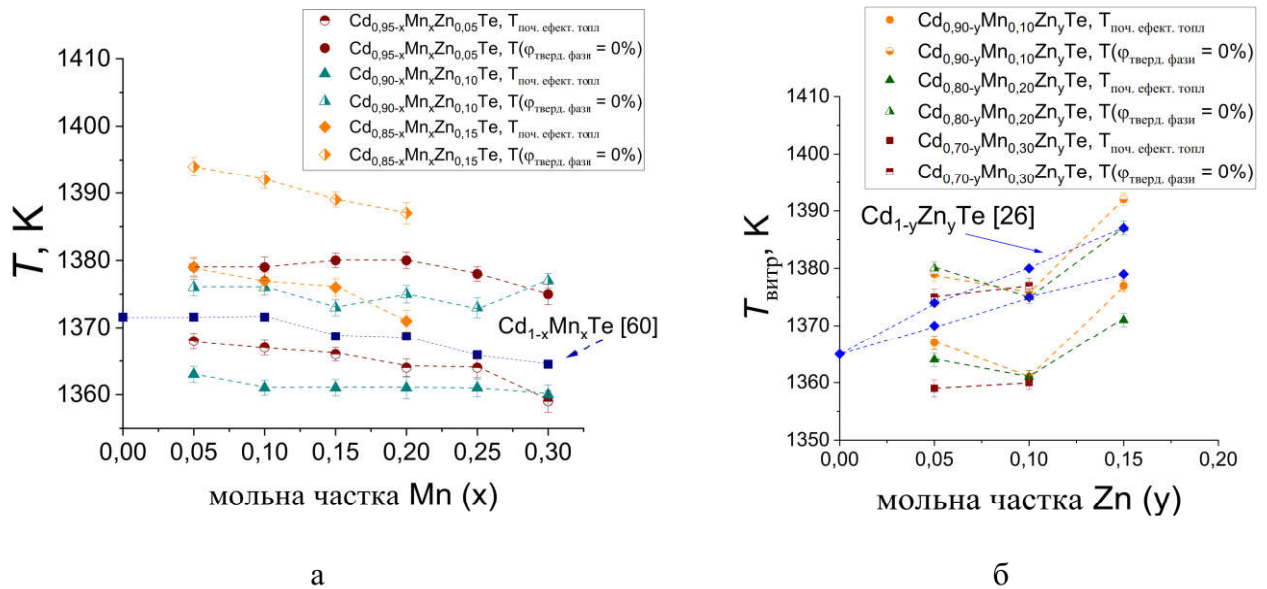 Cd0,95-xMnxZn0,05Te, Tпоч. ефект. топл
Cd0,95-xMnxZn0,05Te, T(φтверд. фази = 0%)
Cd0,90-xMnxZn0,10Te, Tпоч. ефект. топл
Cd0,90-xMnxZn0,10Te, T(φтверд. фази = 0%)
Cd0,85-xMnxZn0,15Te, Tпоч. ефект. топл
Cd0,85-xMnxZn0,15Te, T(φтверд. фази = 0%)
1410
1400
1390
1380
1370
1360
T, K
Cd1-xMnxTe [60]
0,00 0,05 0,10 0,15 0,20 0,25 0,30
мольна частка Mn (x)
а
Cd0,90-yMn0,10ZnyTe, Tпоч. ефект. топл
Cd0,90-yMn0,10ZnyTe, T(φтверд. фази = 0%)
Cd0,80-yMn0,20ZnyTe, Tпоч. ефект. топл
Cd0,80-yMn0,20ZnyTe, T(φтверд. фази = 0%)
Cd0,70-yMn0,30ZnyTe, Tпоч. ефект. топл
Cd0,70-yMn0,30ZnyTe, T(φтверд. фази = 0%)
1410
1400
1390
1380
1370
1360
1350
Tвитр, K
Cd1-yZnyTe [26]
0,00 0,05 0,10 0,15 0,20
мольна частка Zn (y)
б